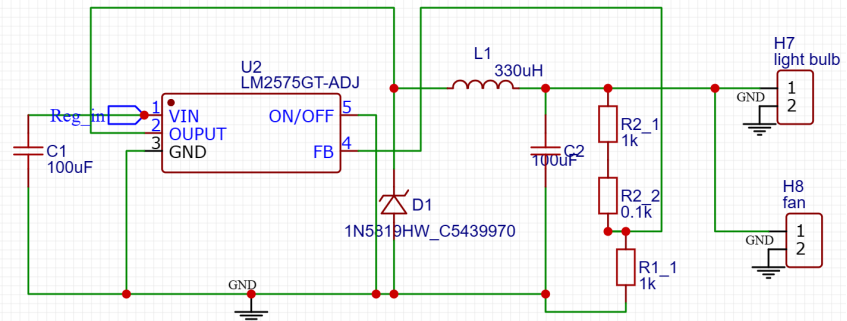 H7
light bulb
L1
330uH
U2
LM2575GT-ADJ
1
GND
2
Reg_in
1
VIN
ON/OFF
5
2
OUPUT
3
GND
FB
4
R2_1
1k
C1
100uF
C2
100uF
H8
fan
R2_2
0.1k
D1
1N5819HW_C5439970
1
GND
2
R1_1
1k
GND